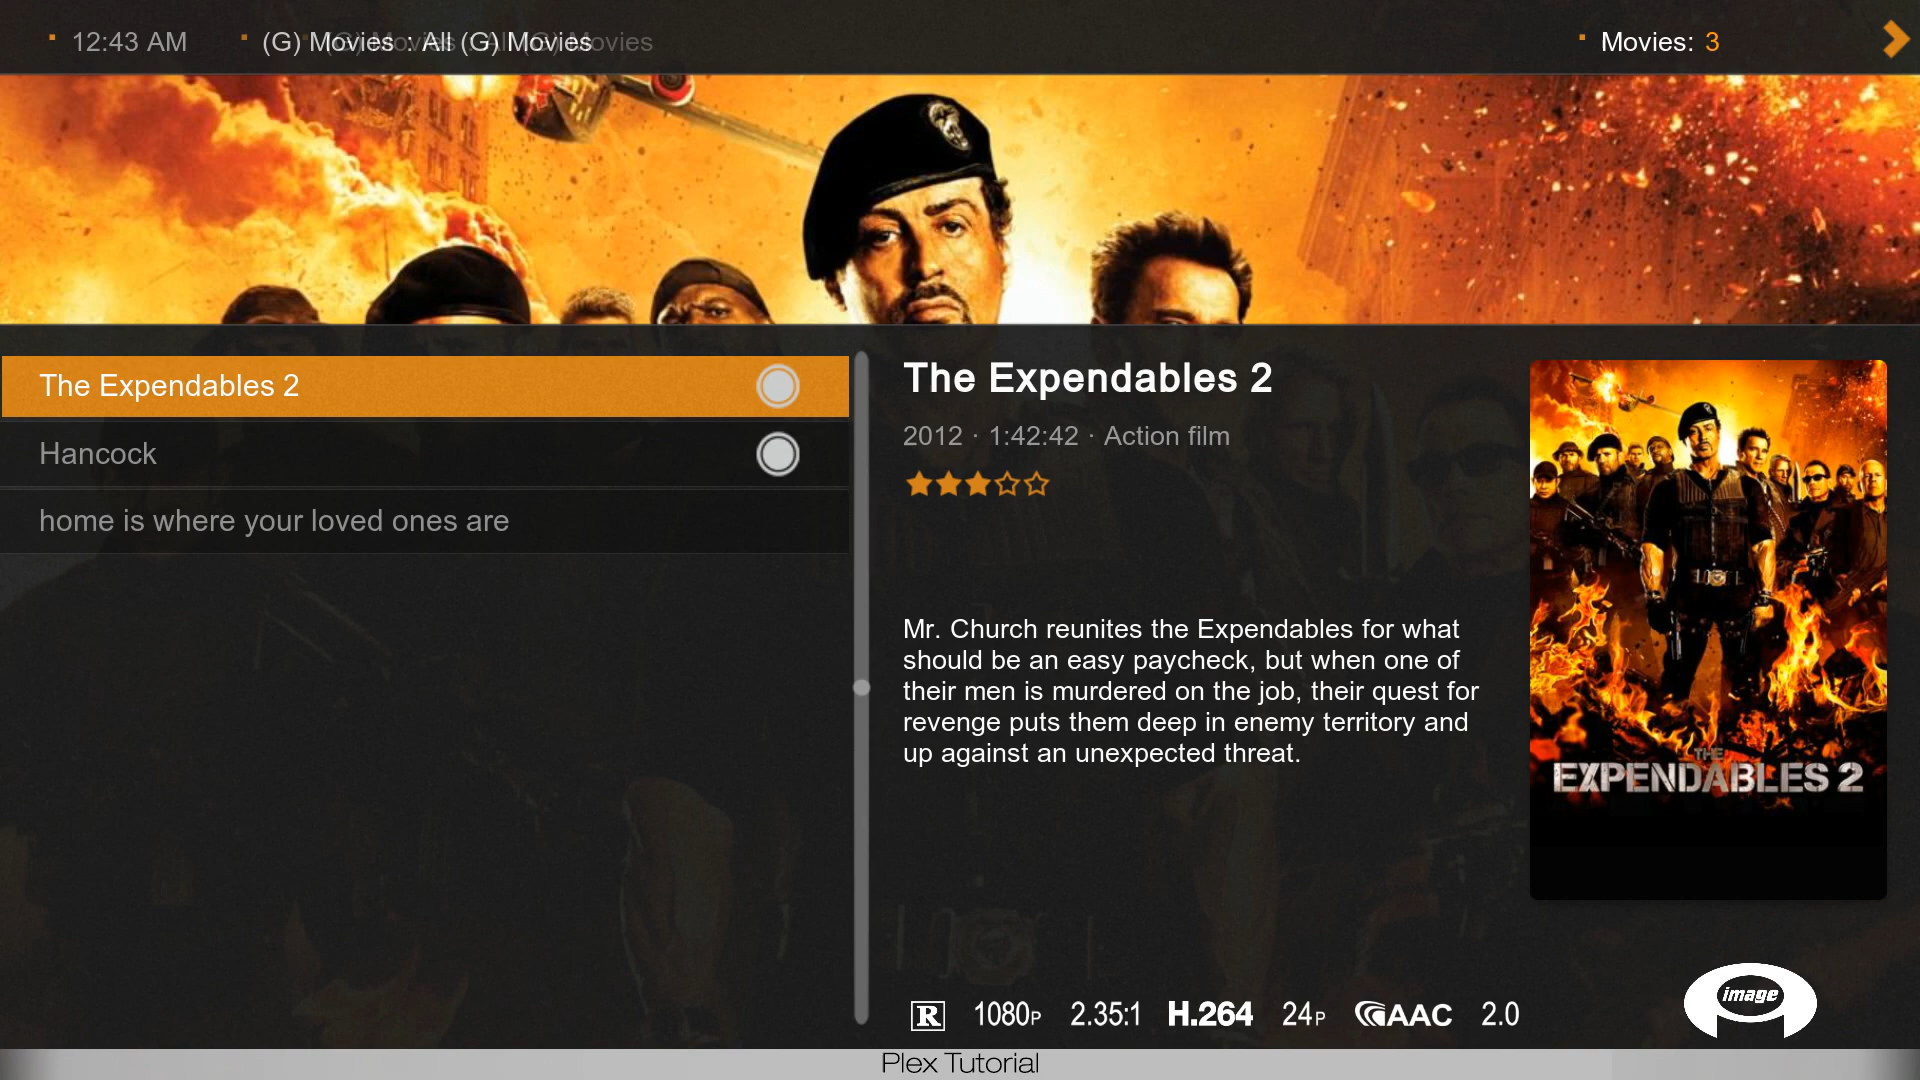 12:43 AM
(G) Movies : All (G) Movies
Movies: 3
The Expendables 2
Hancock
home is where your loved ones are
The Expendables 2
2012 · 1:42:42 · Action film
Mr. Church reunites the Expendables for what
should be an easy paycheck, but when one of
their men is murdered on the job, their quest for
revenge puts them deep in enemy territory and
up against an unexpected threat.
THE
EXPENDABLES 2
R 1080P 2.35:1 H.264 24P AAC 2.0
image
Plex Tutorial